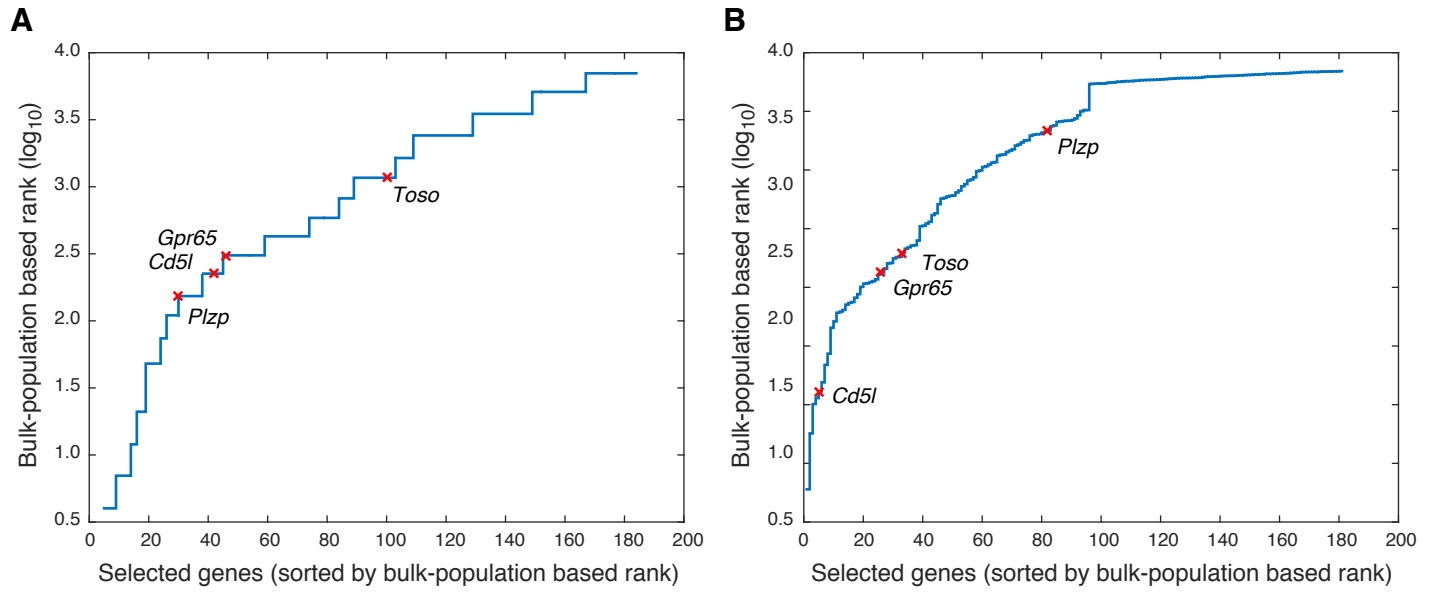 A
B
Bulk-population based rank (log10)
4.0
3.5
3.0
2.5
2.0
1.5
1.0
0.5
Toso
Gpr65
Cd5l
Plzp
0 20 40 60 80 100 120 140 160 180 200
Selected genes (sorted by bulk-population based rank)
Bulk-population based rank (log10)
4.0
3.5
3.0
2.5
2.0
1.5
1.0
0.5
Plzp
Toso
Gpr65
Cd5l
0 20 40 60 80 100 120 140 160 180 200
Selected genes (sorted by bulk-population based rank)